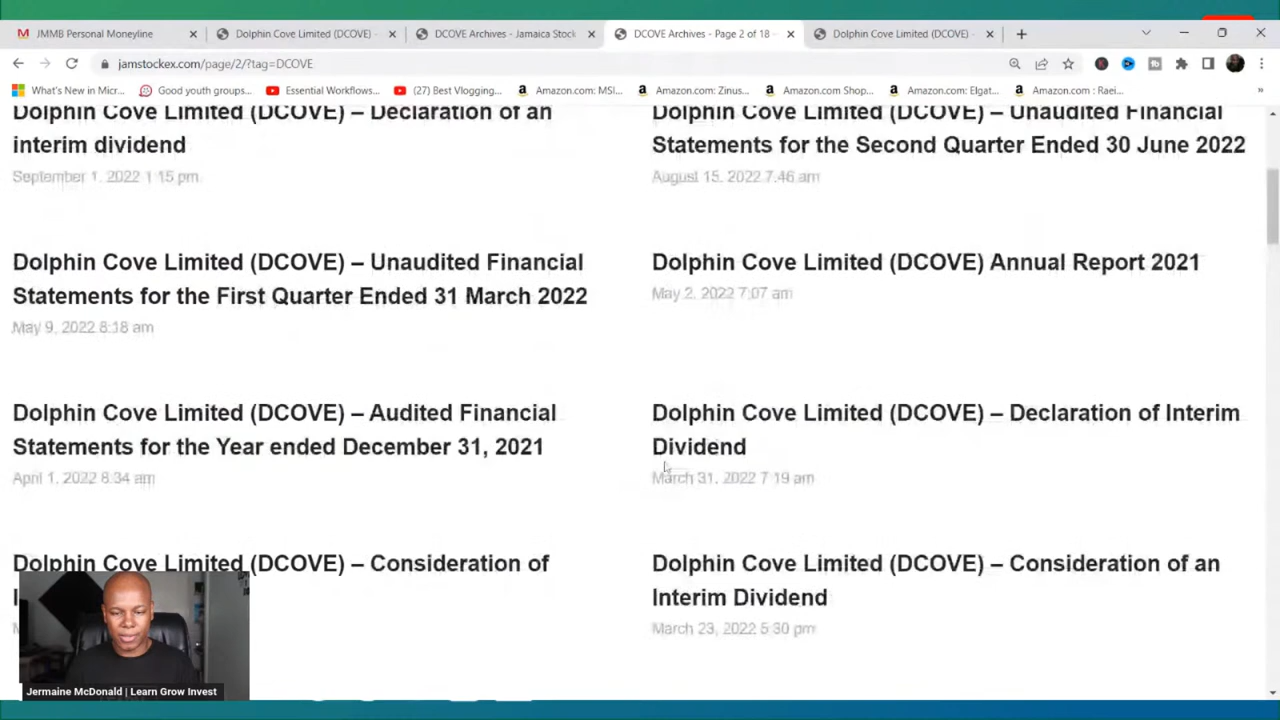 JMMB Personal Moneyline
Dolphin Cove Limited (DCOVE) -
DCOVE Archives - Jamaica Stock
DCOVE Archives - Page 2 of 18 -
Dolphin Cove Limited (DCOVE) -
jamstockex.com/page/2/?tag=DCOVE
What's New in Micr...
Good youth groups...
Essential Workflows...
(27) Best Vlogging...
Amazon.com: MSI...
Amazon.com: Zinus...
Amazon.com Shop...
Amazon.com: Elgat...
Amazon.com : Raei...
Dolphin Cove Limited (DCOVE) – Declaration of an
interim dividend
September 1, 2022 1:15 pm
Dolphin Cove Limited (DCOVE) – Unaudited Financial
Statements for the Second Quarter Ended 30 June 2022
August 15, 2022 7:46 am
Dolphin Cove Limited (DCOVE) – Unaudited Financial
Statements for the First Quarter Ended 31 March 2022
May 9, 2022 8:18 am
Dolphin Cove Limited (DCOVE) Annual Report 2021
May 2, 2022 7:07 am
Dolphin Cove Limited (DCOVE) – Audited Financial
Statements for the Year ended December 31, 2021
April 1, 2022 8:34 am
Dolphin Cove Limited (DCOVE) – Declaration of Interim
Dividend
March 31, 2022 7:19 am
Dolphin Cove Limited (DCOVE) – Consideration of
Dolphin Cove Limited (DCOVE) – Consideration of an
Interim Dividend
March 23, 2022 5:30 pm
Jermaine McDonald | Learn Grow Invest